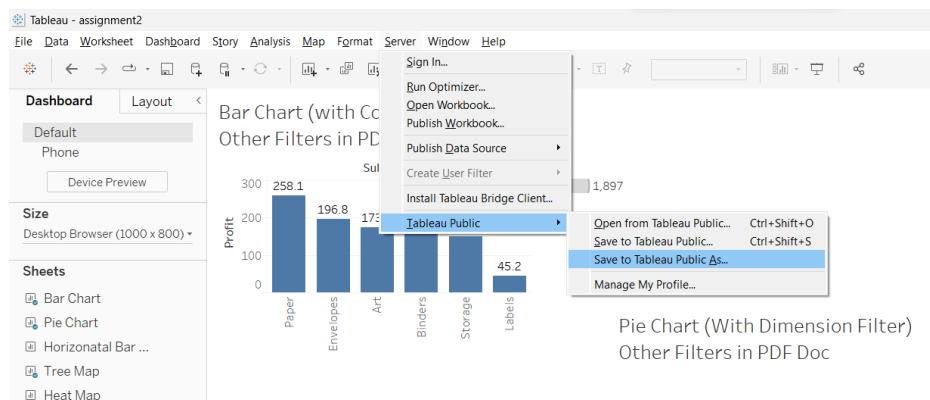 Tableau - assignment2
File Data Worksheet Dashboard Story Analysis Map Format Server Window Help
Dashboard Layout <
Default
Phone
Device Preview
Size
Desktop Browser (1000 x 800)
Sheets
Bar Chart
Pie Chart
Horizonatal Bar ...
Tree Map
Heat Map
Sign In...
Run Optimizer...
Open Workbook...
Publish Workbook...
Publish Data Source
Create User Filter
Install Tableau Bridge Client...
Tableau Public
Open from Tableau Public... Ctrl+Shift+O
Save to Tableau Public... Ctrl+Shift+S
Save to Tableau Public As...
Manage My Profile...
Bar Chart (with Co
Other Filters in PD
Sul
1,897
Profit
300
200
100
0
258.1
196.8
173
45.2
Paper
Envelopes
Art
Binders
Storage
Labels
Pie Chart (With Dimension Filter)
Other Filters in PDF Doc